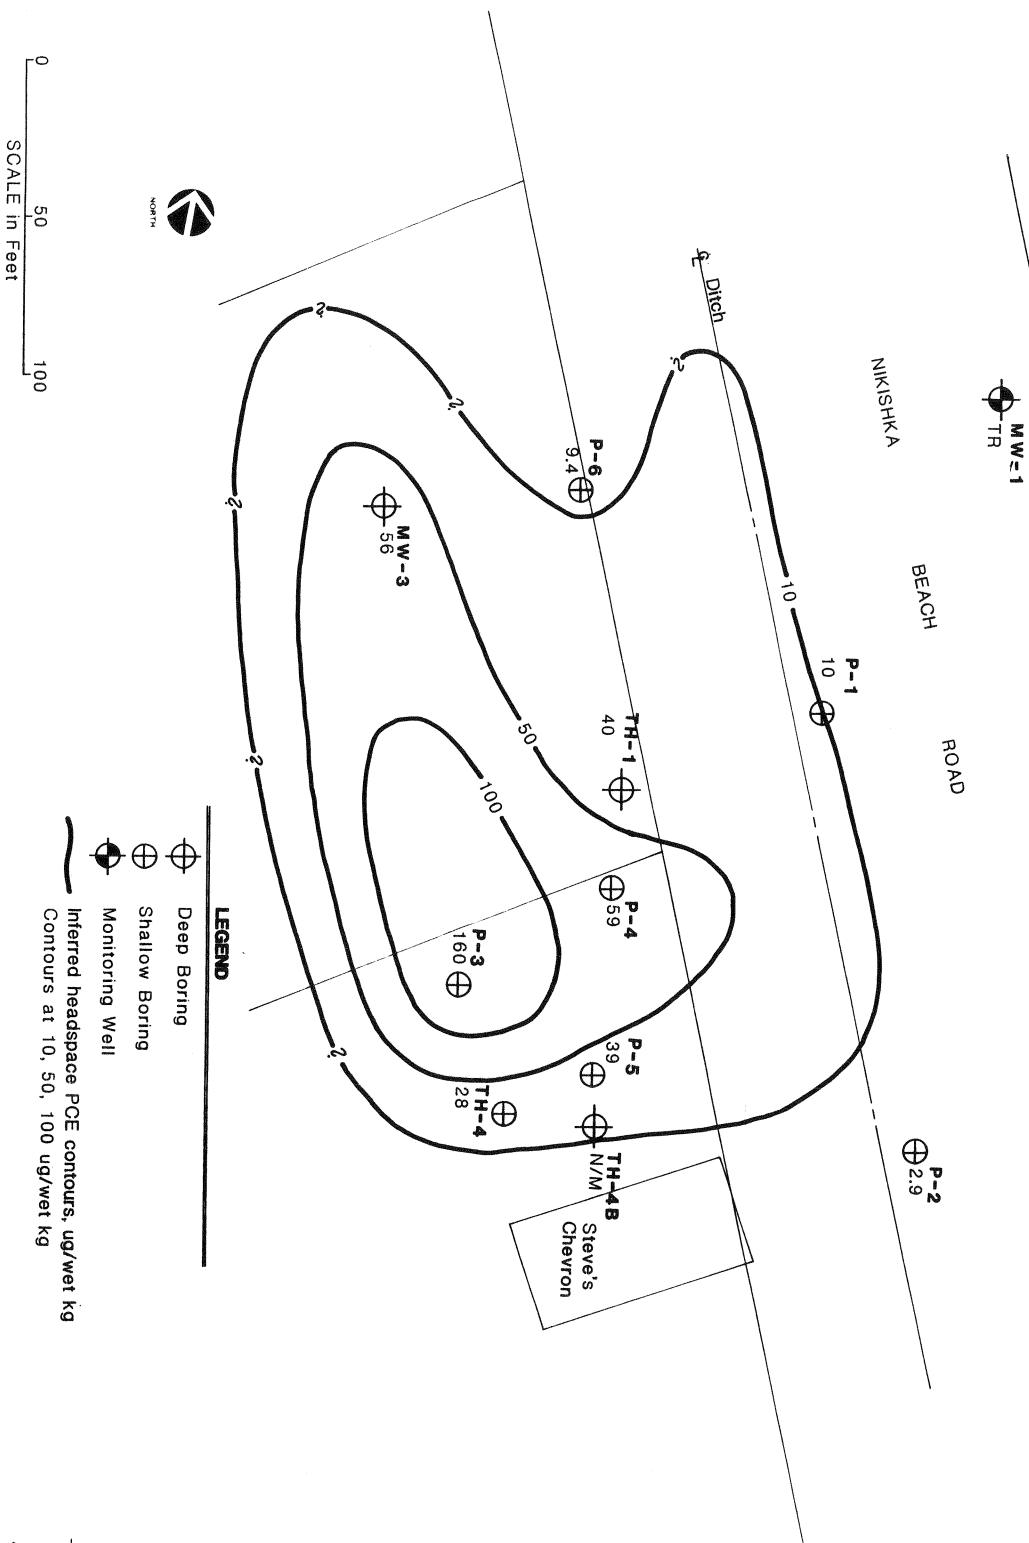 MW-1
TR
NIKISHKA
BEACH
ROAD
℄ Ditch
10
P-1
10
P-2
2.9
P-6
9.4
TH-1
40
P-4
59
P-5
39
TH-4B
N/M
TH-4
28
Steve's
Chevron
MW-3
56
50
100
P-3
160
?
?
?
?
?
?
NORTH
0
50
100
SCALE in Feet
LEGEND
Deep Boring
Shallow Boring
Monitoring Well
Inferred headspace PCE contours, ug/wet kg
Contours at 10, 50, 100 ug/wet kg